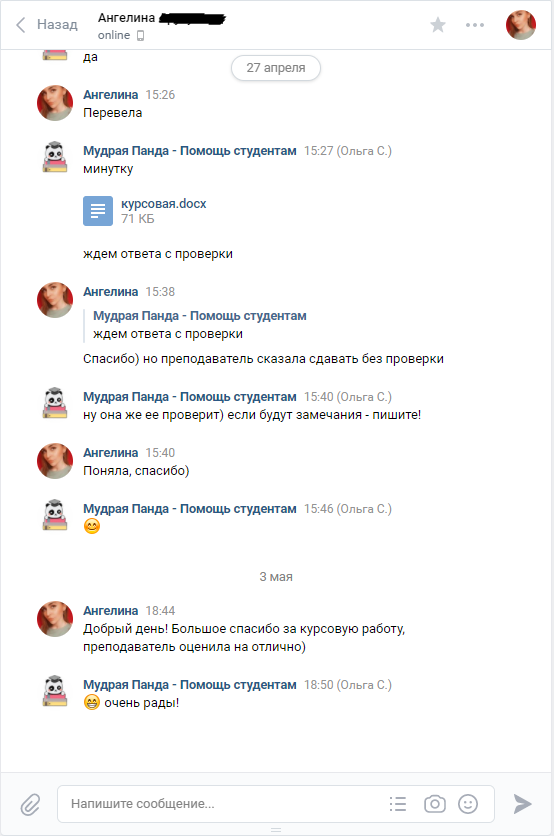 Назад
Ангелина
online
да
27 апреля
Ангелина 15:26
Перевела
Мудрая Панда - Помощь студентам 15:27 (Ольга С.)
минутку
курсовая.docx
71 КБ
ждем ответа с проверки
Ангелина 15:38
Мудрая Панда - Помощь студентам
ждем ответа с проверки
Спасибо) но преподаватель сказала сдавать без проверки
Мудрая Панда - Помощь студентам 15:40 (Ольга С.)
ну она же ее проверит) если будут замечания - пишите!
Ангелина 15:40
Поняла, спасибо)
Мудрая Панда - Помощь студентам 15:46 (Ольга С.)
😊
3 мая
Ангелина 18:44
Добрый день! Большое спасибо за курсовую работу,
преподаватель оценила на отлично)
Мудрая Панда - Помощь студентам 18:50 (Ольга С.)
😁 очень рады!
Напишите сообщение...